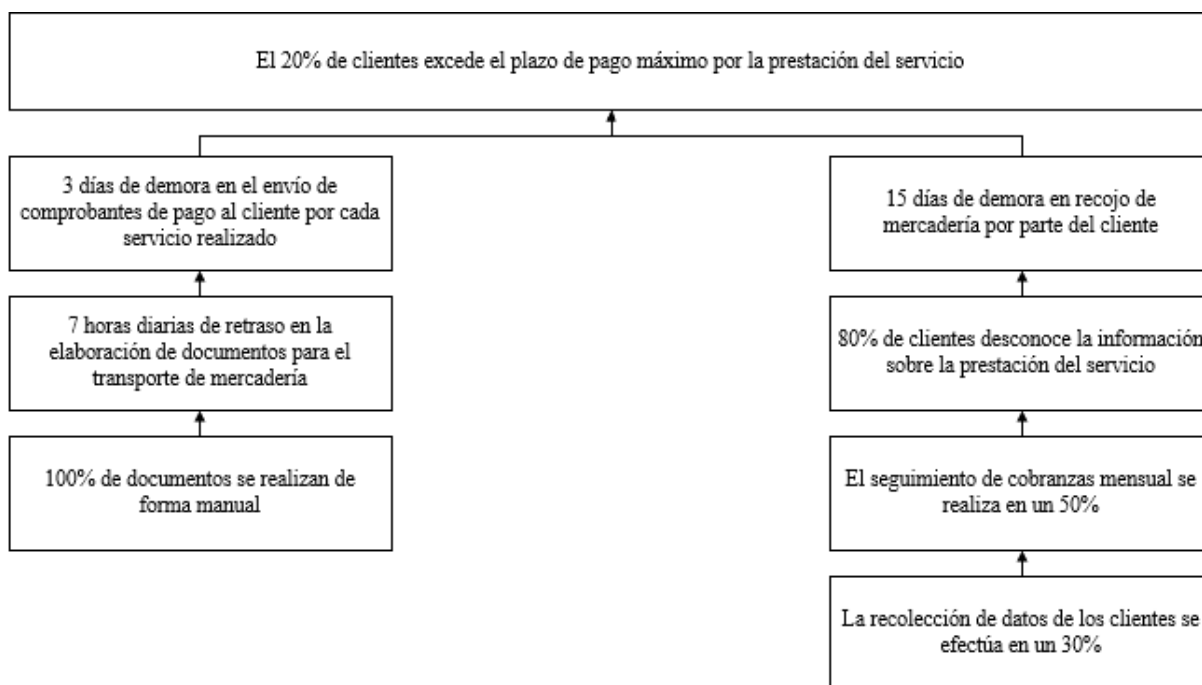 El 20% de clientes excede el plazo de pago máximo por la prestación del servicio
3 días de demora en el envío de
comprobantes de pago al cliente por cada
servicio realizado
15 días de demora en recojo de
mercadería por parte del cliente
7 horas diarias de retraso en la
elaboración de documentos para el
transporte de mercadería
80% de clientes desconoce la información
sobre la prestación del servicio
100% de documentos se realizan de
forma manual
El seguimiento de cobranzas mensual se
realiza en un 50%
La recolección de datos de los clientes se
efectúa en un 30%